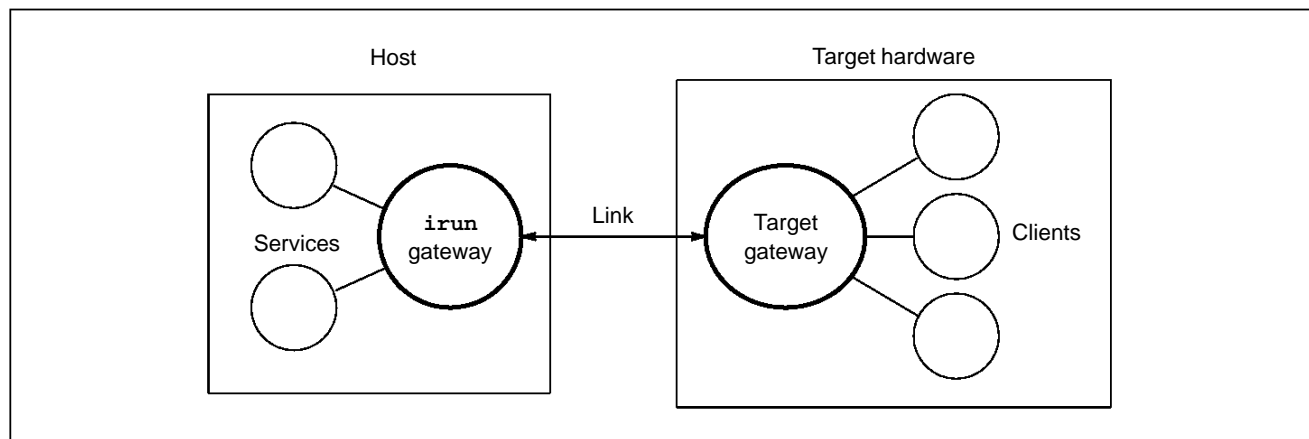 Host
Target hardware
Services
irun
gateway
Link
Target
gateway
Clients